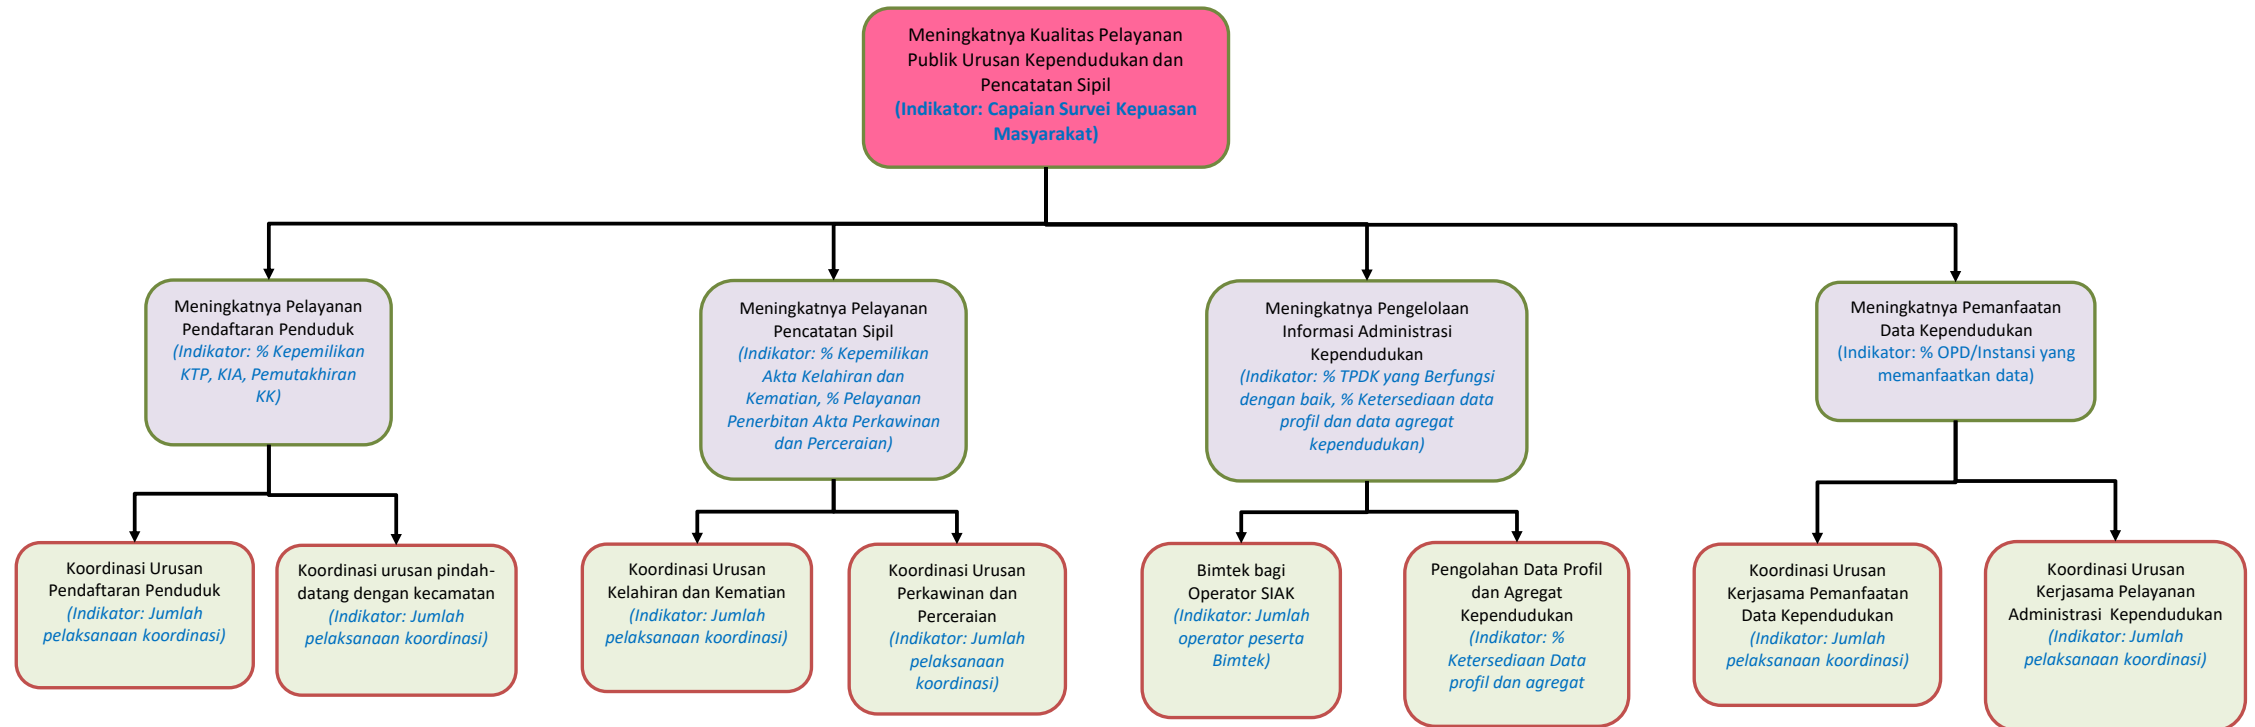 Meningkatnya Kualitas Pelayanan
Publik Urusan Kependudukan dan
Pencatatan Sipil
(Indikator: Capaian Survei Kepuasan
Masyarakat)
Meningkatnya Pelayanan
Pendaftaran Penduduk
(Indikator: % Kepemilikan
KTP, KIA, Pemutakhiran
KK)
Meningkatnya Pelayanan
Pencatatan Sipil
(Indikator: % Kepemilikan
Akta Kelahiran dan
Kematian, % Pelayanan
Penerbitan Akta Perkawinan
dan Perceraian)
Meningkatnya Pengelolaan
Informasi Administrasi
Kependudukan
(Indikator: % TPDK yang Berfungsi
dengan baik, % Ketersediaan data
profil dan data agregat
kependudukan)
Meningkatnya Pemanfaatan
Data Kependudukan
(Indikator: % OPD/Instansi yang
memanfaatkan data)
Koordinasi Urusan
Pendaftaran Penduduk
(Indikator: Jumlah
pelaksanaan koordinasi)
Koordinasi urusan pindah-
datang dengan kecamatan
(Indikator: Jumlah
pelaksanaan koordinasi)
Koordinasi Urusan
Kelahiran dan Kematian
(Indikator: Jumlah
pelaksanaan koordinasi)
Koordinasi Urusan
Perkawinan dan
Perceraian
(Indikator: Jumlah
pelaksanaan
koordinasi)
Bimtek bagi
Operator SIAK
(Indikator: Jumlah
operator peserta
Bimtek)
Pengolahan Data Profil
dan Agregat
Kependudukan
(Indikator: %
Ketersediaan Data
profil dan agregat
Koordinasi Urusan
Kerjasama Pemanfaatan
Data Kependudukan
(Indikator: Jumlah
pelaksanaan koordinasi)
Koordinasi Urusan
Kerjasama Pelayanan
Administrasi  Kependudukan
(Indikator: Jumlah
pelaksanaan koordinasi)